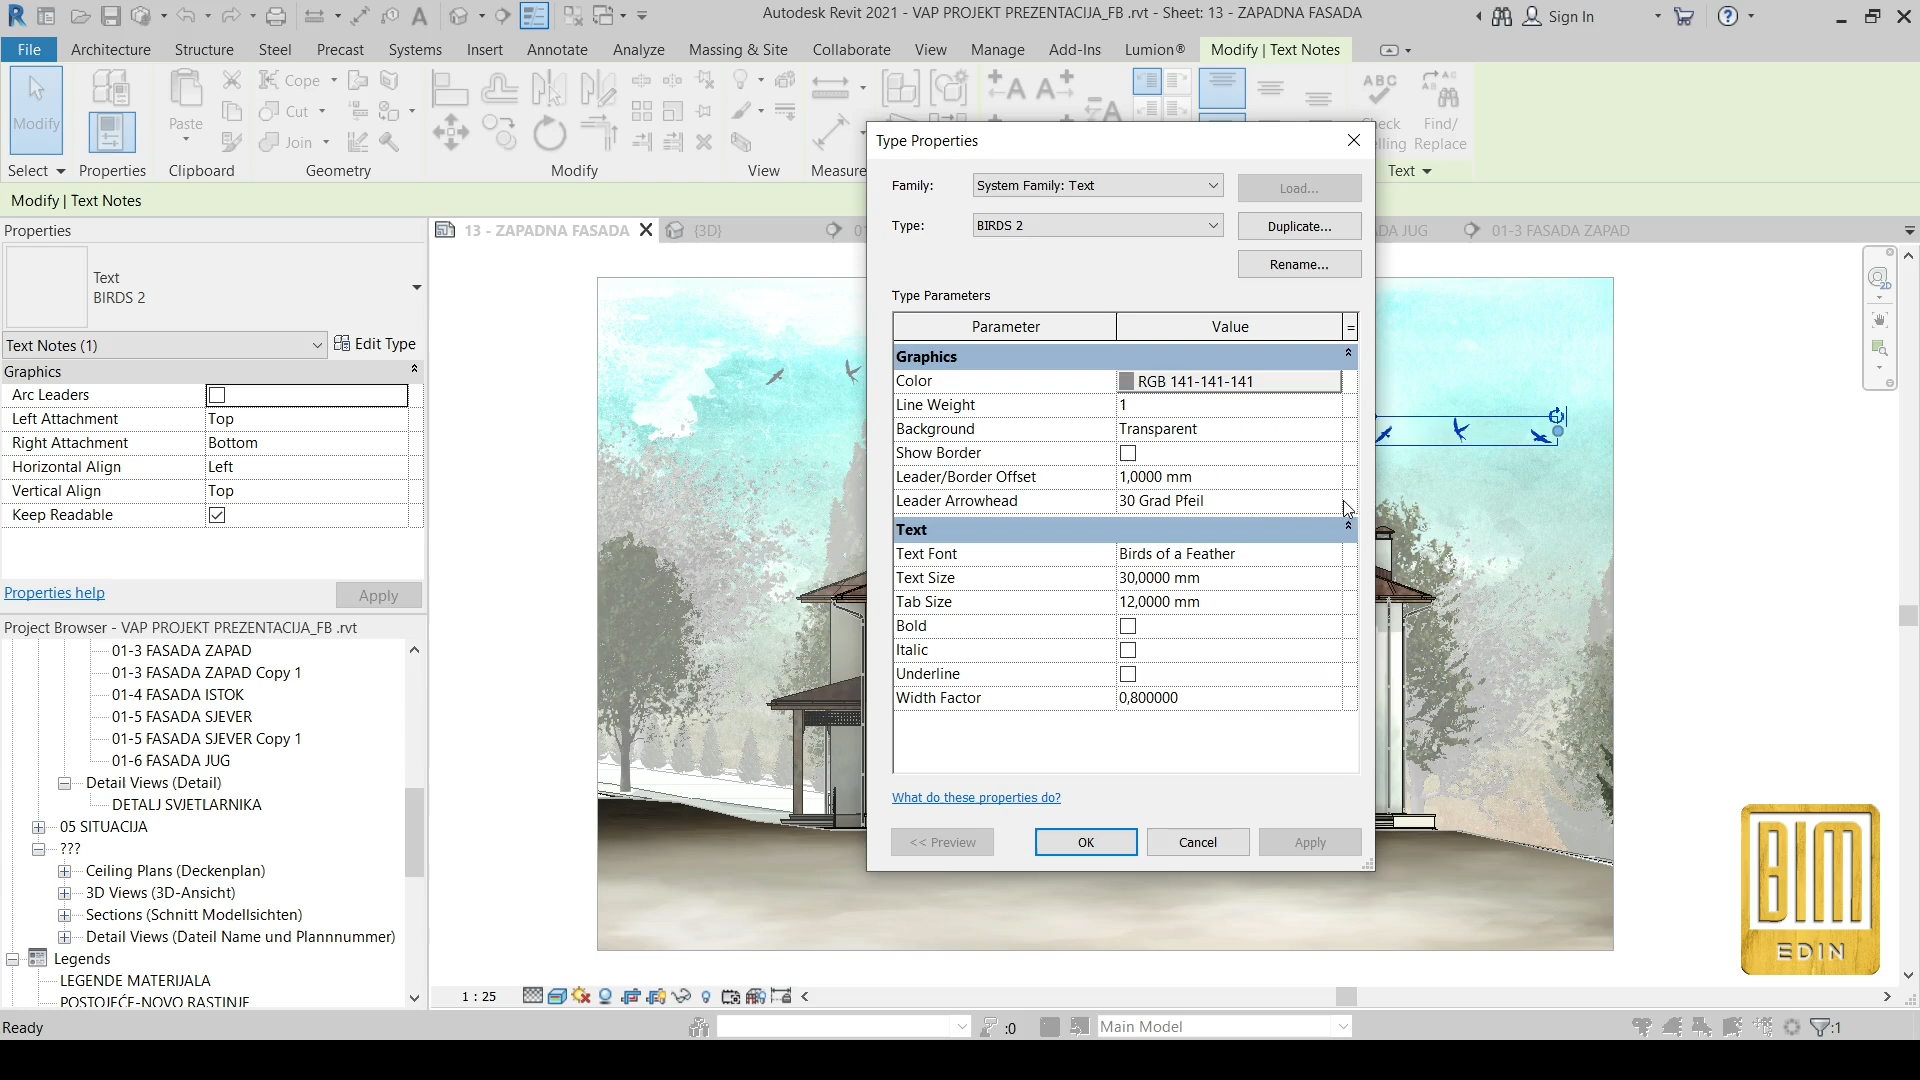 Autodesk Revit 2021 - VAP PROJEKT PREZENTACIJA_FB .rvt - Sheet: 13 - ZAPADNA FASADA
Sign In
File Architecture Structure Steel Precast Systems Insert Annotate Analyze Massing & Site Collaborate View Manage Add-Ins Lumion® Modify | Text Notes
Modify
Paste
Cope
Cut
Join
ABC
Find/
Replace
Select Properties Clipboard Geometry Modify View Measure Text
Modify | Text Notes
Properties
Text
BIRDS 2
Text Notes (1) Edit Type
Graphics
Arc Leaders
Left Attachment Top
Right Attachment Bottom
Horizontal Align Left
Vertical Align Top
Keep Readable
Properties help Apply
Project Browser - VAP PROJEKT PREZENTACIJA_FB .rvt
01-3 FASADA ZAPAD
01-3 FASADA ZAPAD Copy 1
01-4 FASADA ISTOK
01-5 FASADA SJEVER
01-5 FASADA SJEVER Copy 1
01-6 FASADA JUG
Detail Views (Detail)
DETALJ SVJETLARNIKA
05 SITUACIJA
???
Ceiling Plans (Deckenplan)
3D Views (3D-Ansicht)
Sections (Schnitt Modellsichten)
Detail Views (Dateil Name und Plannnummer)
Legends
LEGENDE MATERIJALA
POSTOJEĆE-NOVO RASTINJE
13 - ZAPADNA FASADA {3D} JUG 01-3 FASADA ZAPAD
2D
Type Properties
Family: System Family: Text Load...
Type: BIRDS 2 Duplicate...
Rename...
Type Parameters
Parameter Value =
Graphics
Color RGB 141-141-141
Line Weight 1
Background Transparent
Show Border
Leader/Border Offset 1,0000 mm
Leader Arrowhead 30 Grad Pfeil
Text
Text Font Birds of a Feather
Text Size 30,0000 mm
Tab Size 12,0000 mm
Bold
Italic
Underline
Width Factor 0,800000
What do these properties do?
<< Preview OK Cancel Apply
BIM
EDIN
1 : 25
Ready :0 Main Model :1